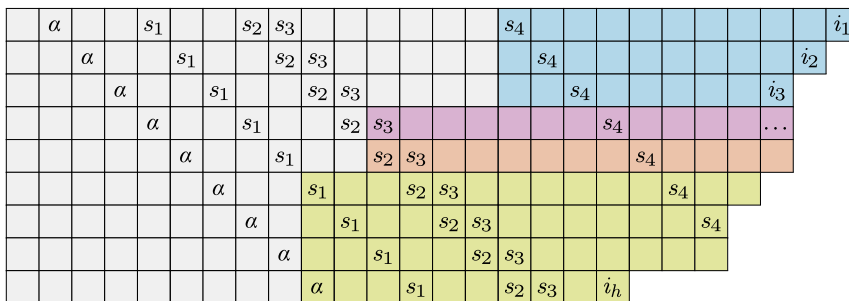 α s₁ s₂ s₃ s₄ i₁
α s₁ s₂ s₃ s₄ i₂
α s₁ s₂ s₃ s₄ i₃
α s₁ s₂ s₃ s₄ ...
α s₁ s₂ s₃ s₄
α s₁ s₂ s₃ s₄
α s₁ s₂ s₃ s₄
α s₁ s₂ s₃
α s₁ s₂ s₃ iₕ